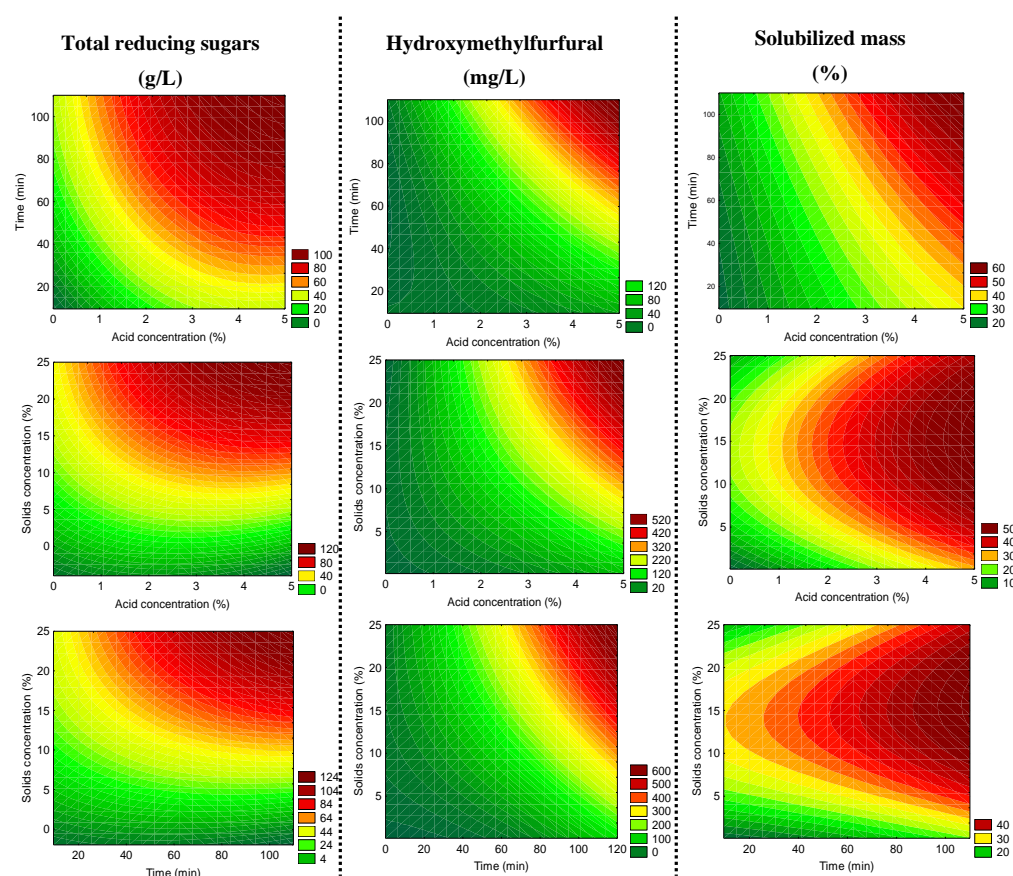 Total reducing sugars
(g/L)
Hydroxymethylfurfural
(mg/L)
Solubilized mass
(%)
Time (min)
100
80
60
40
20
0 1 2 3 4 5
Acid concentration (%)
100
80
60
40
20
0
Time (min)
100
80
60
40
20
0 1 2 3 4 5
Acid concentration (%)
120
80
40
0
Time (min)
100
80
60
40
20
0 1 2 3 4 5
Acid concentration (%)
60
50
40
30
20
Solids concentration (%)
25
20
15
10
5
0
0 1 2 3 4 5
Acid concentration (%)
120
80
40
0
Solids concentration (%)
25
20
15
10
5
0 1 2 3 4 5
Acid concentration (%)
520
420
320
220
120
20
Solids concentration (%)
25
20
15
10
5
0 1 2 3 4 5
Acid concentration (%)
50
40
30
20
10
Solids concentration (%)
25
20
15
10
5
0
20 40 60 80 100
Time (min)
124
104
84
64
44
24
4
Solids concentration (%)
25
20
15
10
5
0 20 40 60 80 100 120
Time (min)
600
500
400
300
200
100
0
Solids concentration (%)
25
20
15
10
5
20 40 60 80 100
Time (min)
40
30
20